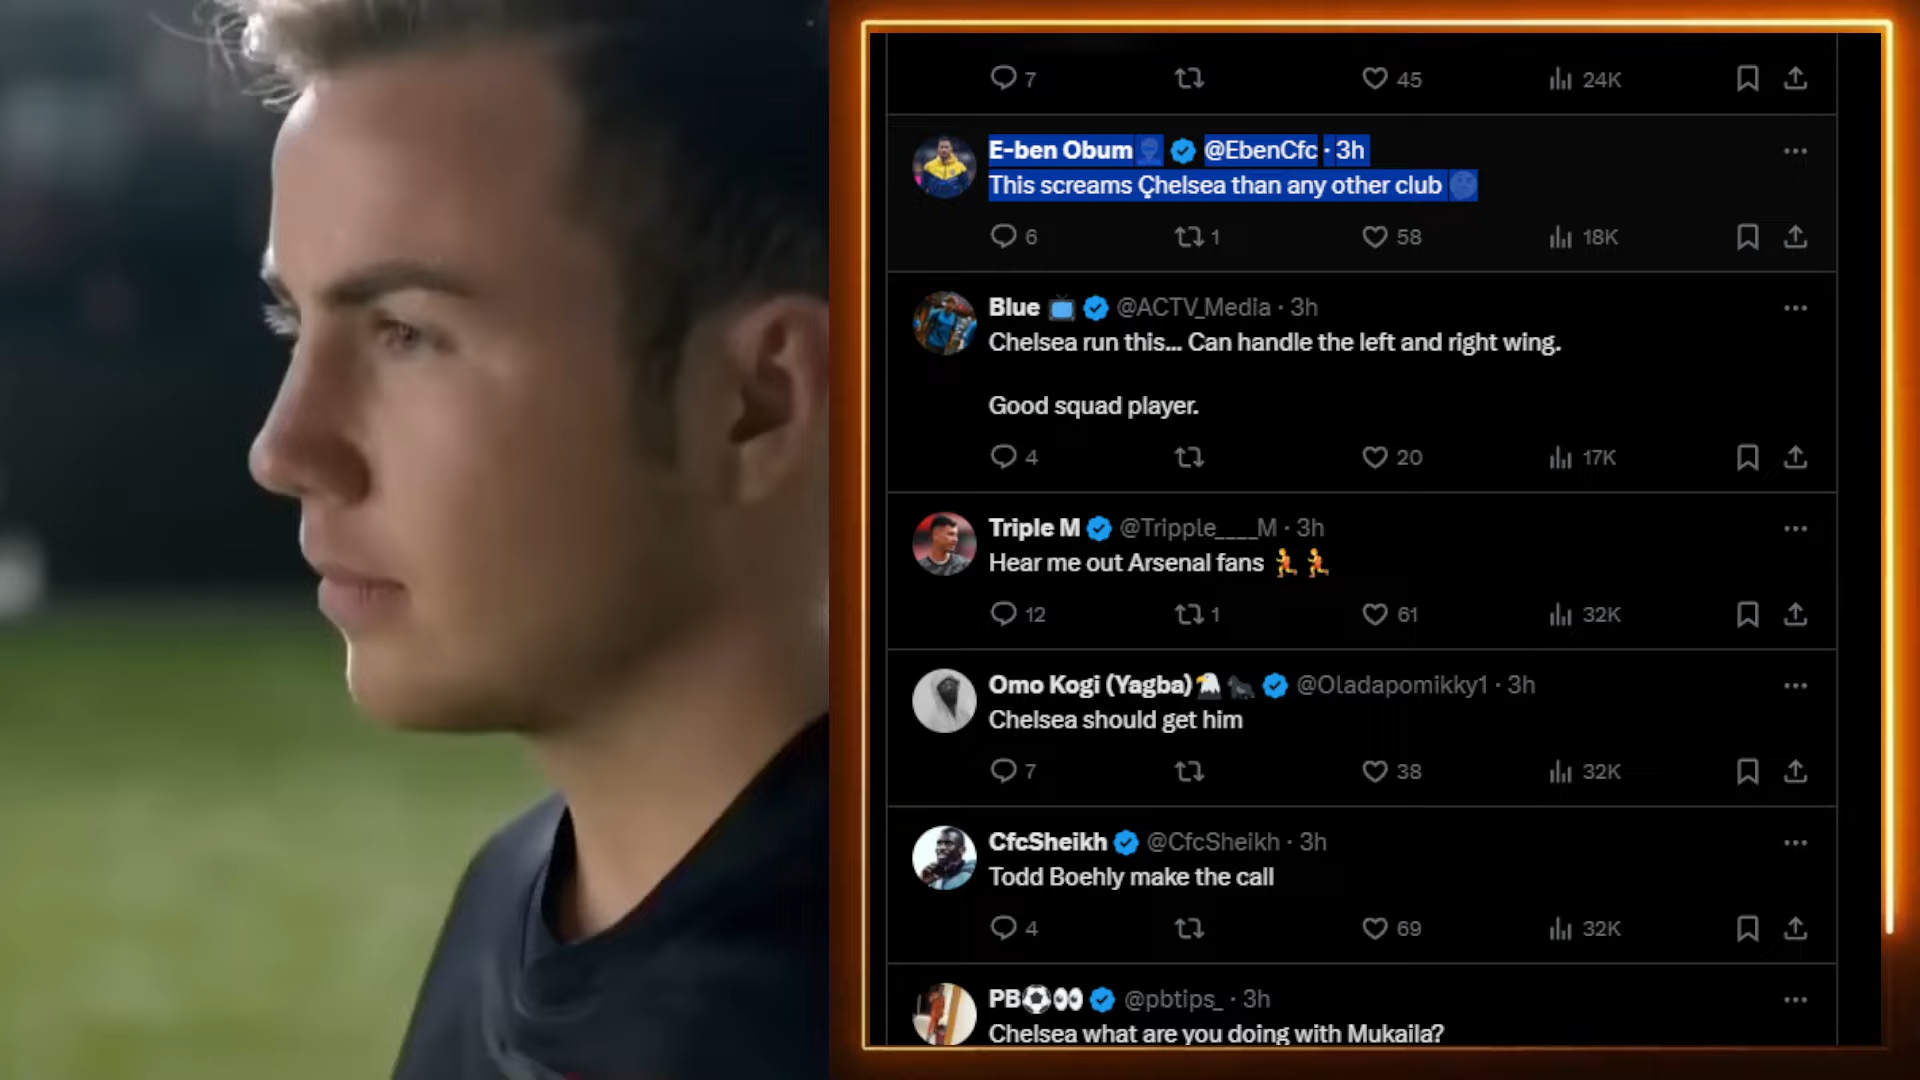 7 45 24K
E-ben Obum @EbenCfc · 3h
This screams Chelsea than any other club
6 1 58 18K
Blue @ACTV_Media · 3h
Chelsea run this... Can handle the left and right wing.
Good squad player.
4 20 17K
Triple M @Tripple____M · 3h
Hear me out Arsenal fans 🏃🏃
12 1 61 32K
Omo Kogi (Yagba)🦅🦍 @Oladapomikky1 · 3h
Chelsea should get him
7 38 32K
CfcSheikh @CfcSheikh · 3h
Todd Boehly make the call
4 69 32K
PB⚽👀 @pbtips_ · 3h
Chelsea what are you doing with Mukaila?